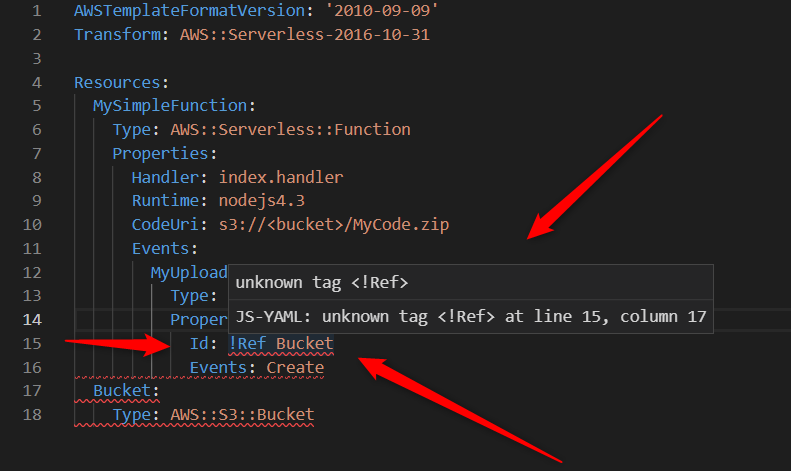 1 AWSTemplateFormatVersion: '2010-09-09'
2 Transform: AWS::Serverless-2016-10-31
3
4 Resources:
5 MySimpleFunction:
6 Type: AWS::Serverless::Function
7 Properties:
8 Handler: index.handler
9 Runtime: nodejs4.3
10 CodeUri: s3://<bucket>/MyCode.zip
11 Events:
12 MyUpload
unknown tag <!Ref>
13 Type:
JS-YAML: unknown tag <!Ref> at line 15, column 17
14 Proper
15 Id: !Ref Bucket
16 Events: Create
17 Bucket:
18 Type: AWS::S3::Bucket